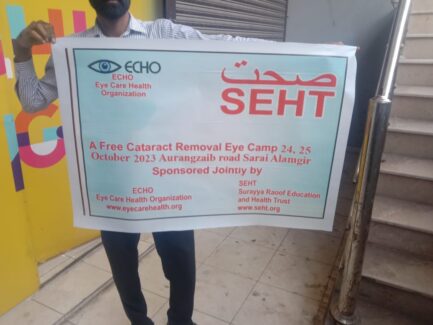 ECHO
ECHO
Eye Care Health
Organization
صحت
SEHT
A Free Cataract Removal Eye Camp 24, 25
October 2023 Aurangzaib road Sarai Alamgir
Sponsored Jointly by
ECHO
Eye Care Health Organization
www.eyecarehealth.org
SEHT
Surayya Raoof Education
and Health Trust
www.seht.org